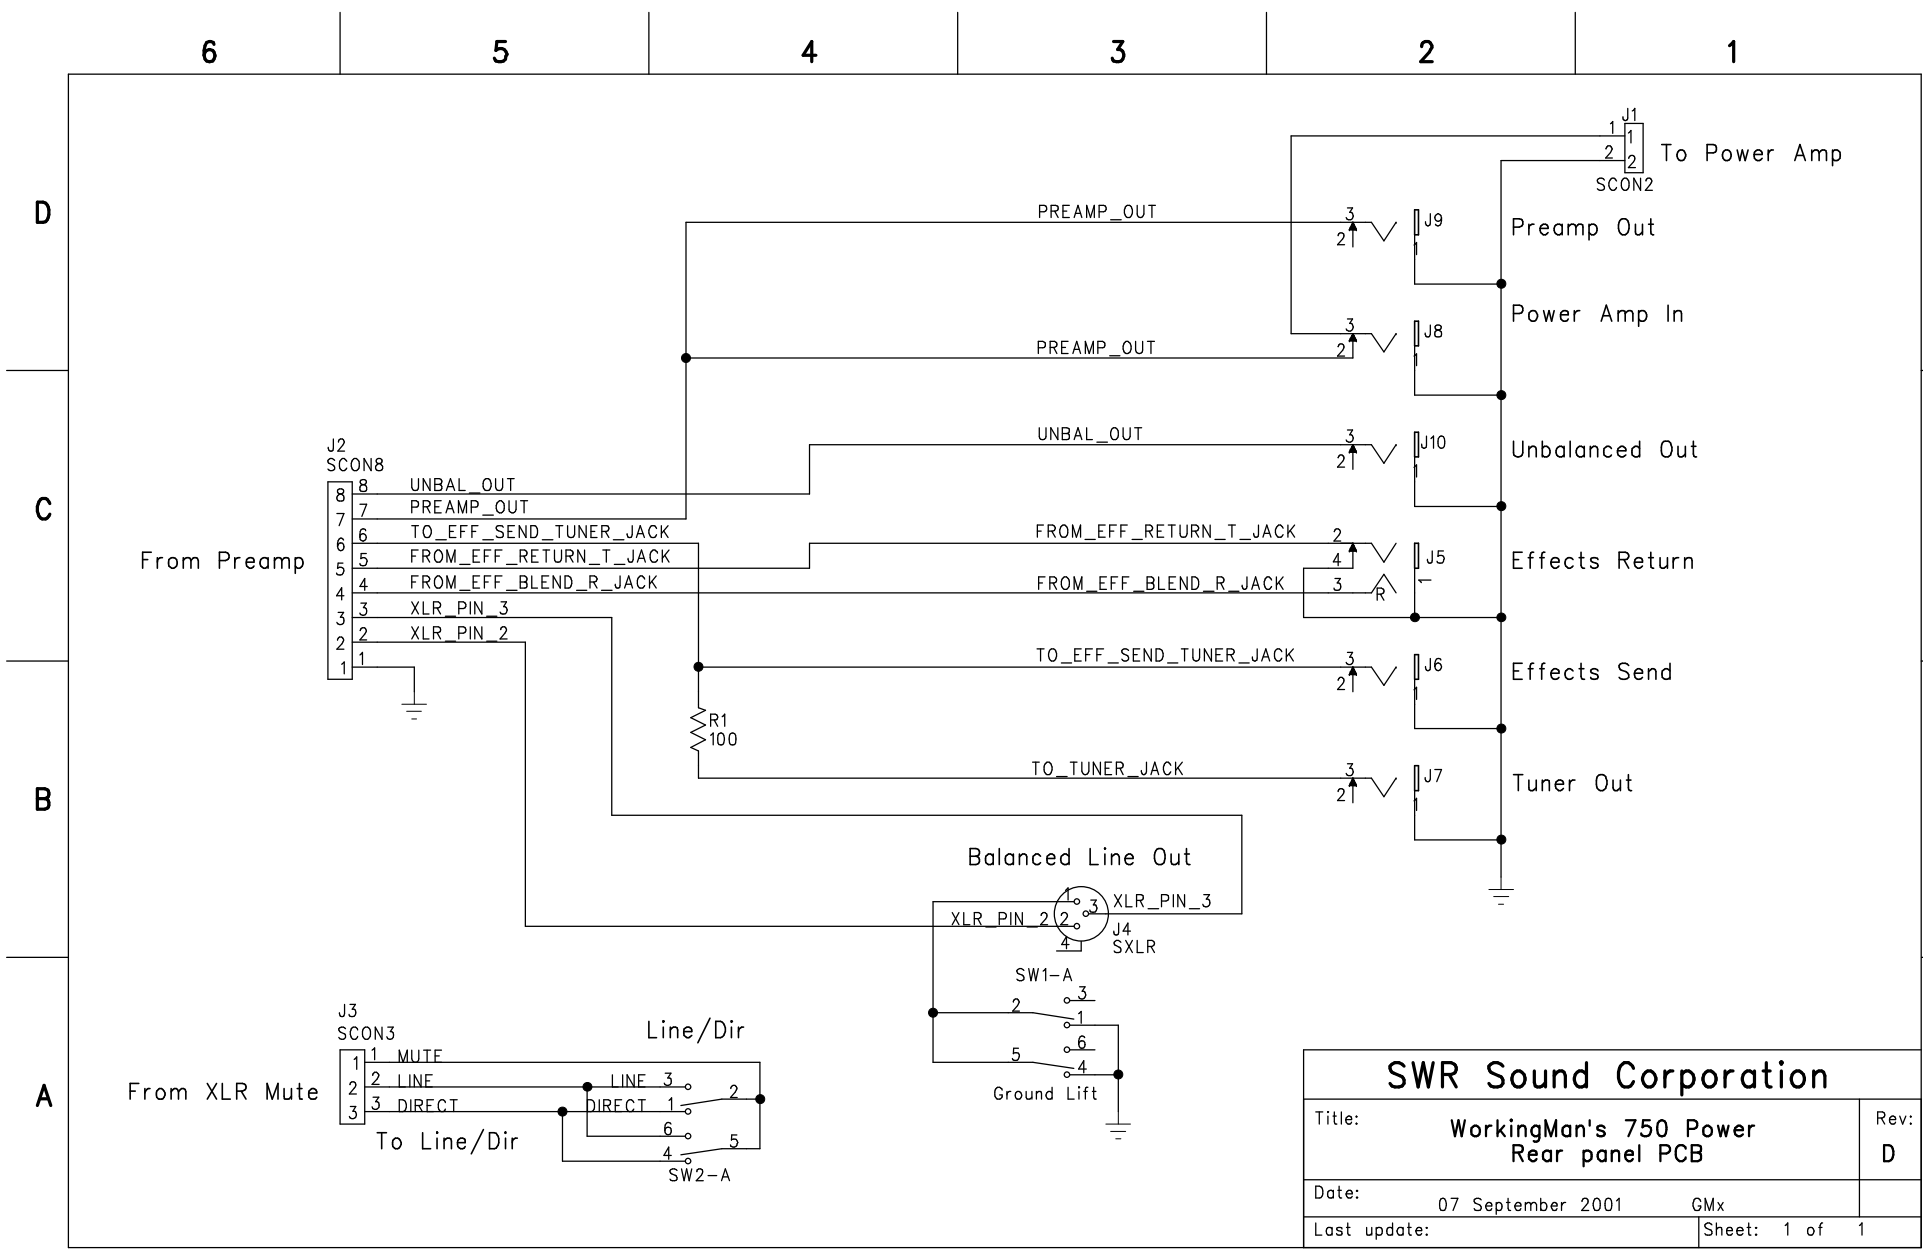 6 5 4 3 2 1
D
C
B
A
J1
1 1
2 2
To Power Amp
SCON2
PREAMP_OUT 3 J9
2 1
Preamp Out
Power Amp In
3 J8
PREAMP_OUT 2 1
UNBAL_OUT 3 J10
2 1
Unbalanced Out
J2
SCON8
8 8 UNBAL_OUT
7 7 PREAMP_OUT
6 6 TO_EFF_SEND_TUNER_JACK
5 5 FROM_EFF_RETURN_T_JACK
4 4 FROM_EFF_BLEND_R_JACK
3 3 XLR_PIN_3
2 2 XLR_PIN_2
1 1
From Preamp
FROM_EFF_RETURN_T_JACK 2 J5
4 1
FROM_EFF_BLEND_R_JACK 3 R
Effects Return
TO_EFF_SEND_TUNER_JACK 3 J6
2 1
Effects Send
R1
100
TO_TUNER_JACK 3 J7
2 1
Tuner Out
Balanced Line Out
1
3 XLR_PIN_3
XLR_PIN_2 2
4
J4
SXLR
SW1-A
3
2 1
6
5 4
Ground Lift
J3
SCON3
Line/Dir
1 1 MUTE
2 2 LINE LINE 3
2
3 3 DIRECT DIRECT 1
6
5
4
SW2-A
From XLR Mute
To Line/Dir
SWR Sound Corporation
Title:
WorkingMan's 750 Power
Rear panel PCB
Rev:
D
Date:
07 September 2001 GMx
Last update:
Sheet: 1 of 1